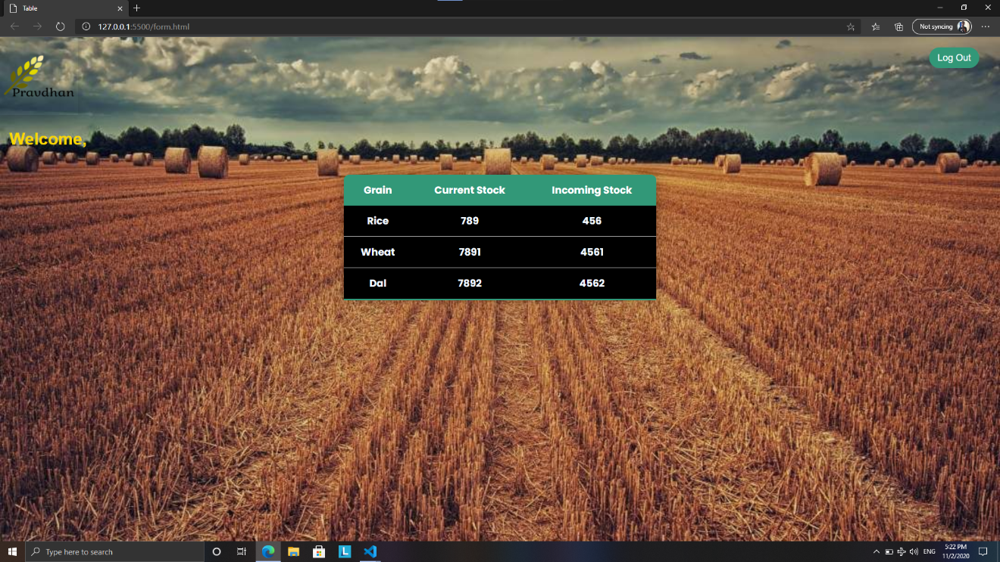 Table
127.0.0.1:5500/form.html
Not syncing
Log Out
Pravdhan
Welcome,
Grain Current Stock Incoming Stock
Rice 789 456
Wheat 7891 4561
Dal 7892 4562
Type here to search
L
ENG
5:22 PM
11/2/2020